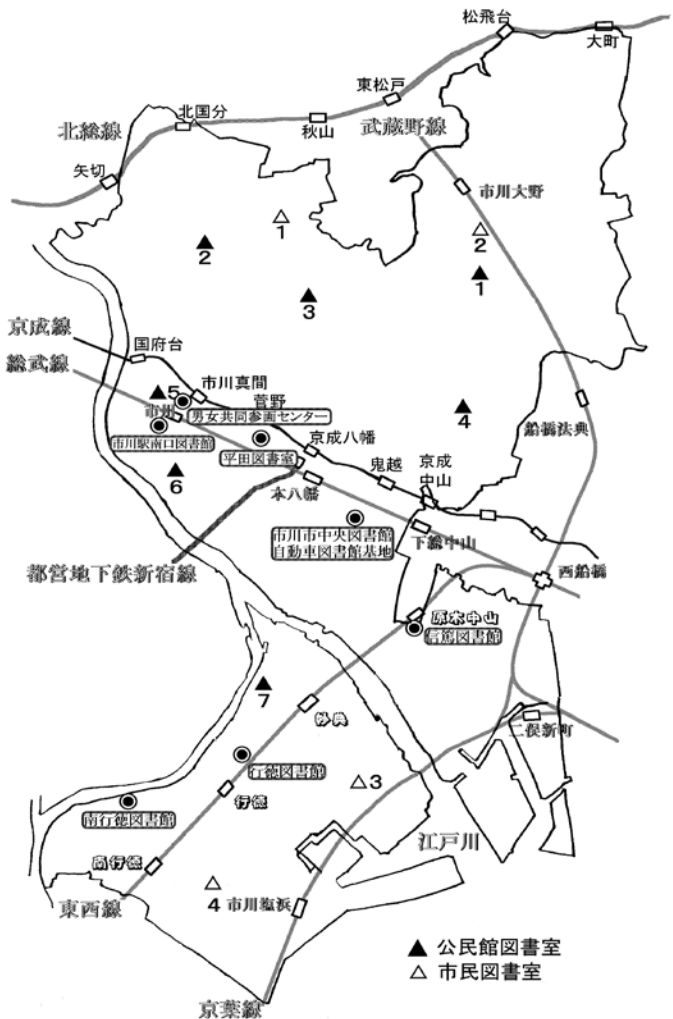 松飛台
大町
東松戸
北国分
秋山
北総線
武蔵野線
矢切
市川大野
1
2
2
1
3
京成線
国府台
総武線
5
市川真間
菅野
市川
男女共同参画センター
4
船橋法典
市川駅南口図書館
京成八幡
平田図書室
鬼越
京成
中山
6
本八幡
市川市中央図書館
自動車図書館基地
下総中山
都営地下鉄新宿線
西船橋
原木中山
信篤図書館
7
妙典
二俣新町
行徳図書館
3
行徳
南行徳図書館
江戸川
南行徳
4
市川塩浜
東西線
▲ 公民館図書室
△ 市民図書室
京葉線